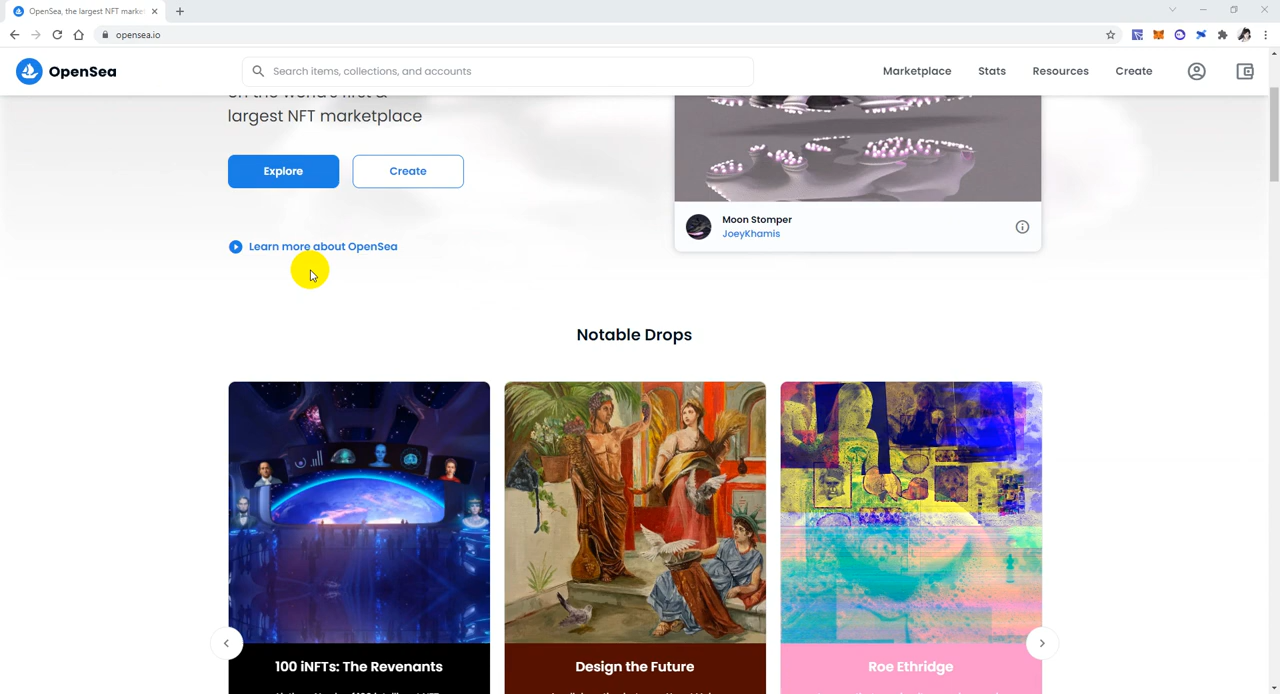 OpenSea, the largest NFT market
opensea.io
OpenSea
Search items, collections, and accounts
Marketplace
Stats
Resources
Create
largest NFT marketplace
Explore
Create
Moon Stomper
JoeyKhamis
Learn more about OpenSea
Notable Drops
100 iNFTs: The Revenants
Design the Future
Roe Ethridge